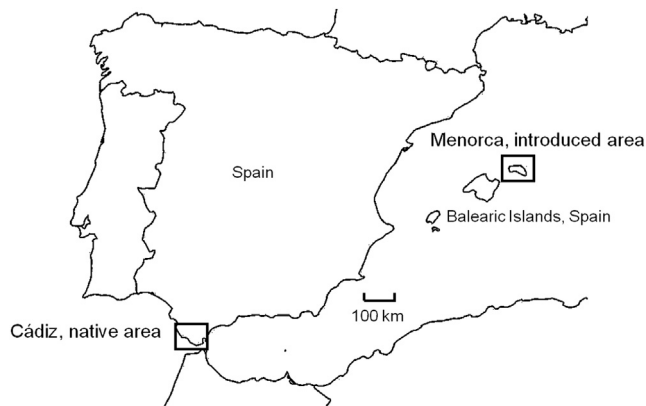 Menorca, introduced area
Spain
Balearic Islands, Spain
100 km
Cádiz, native area